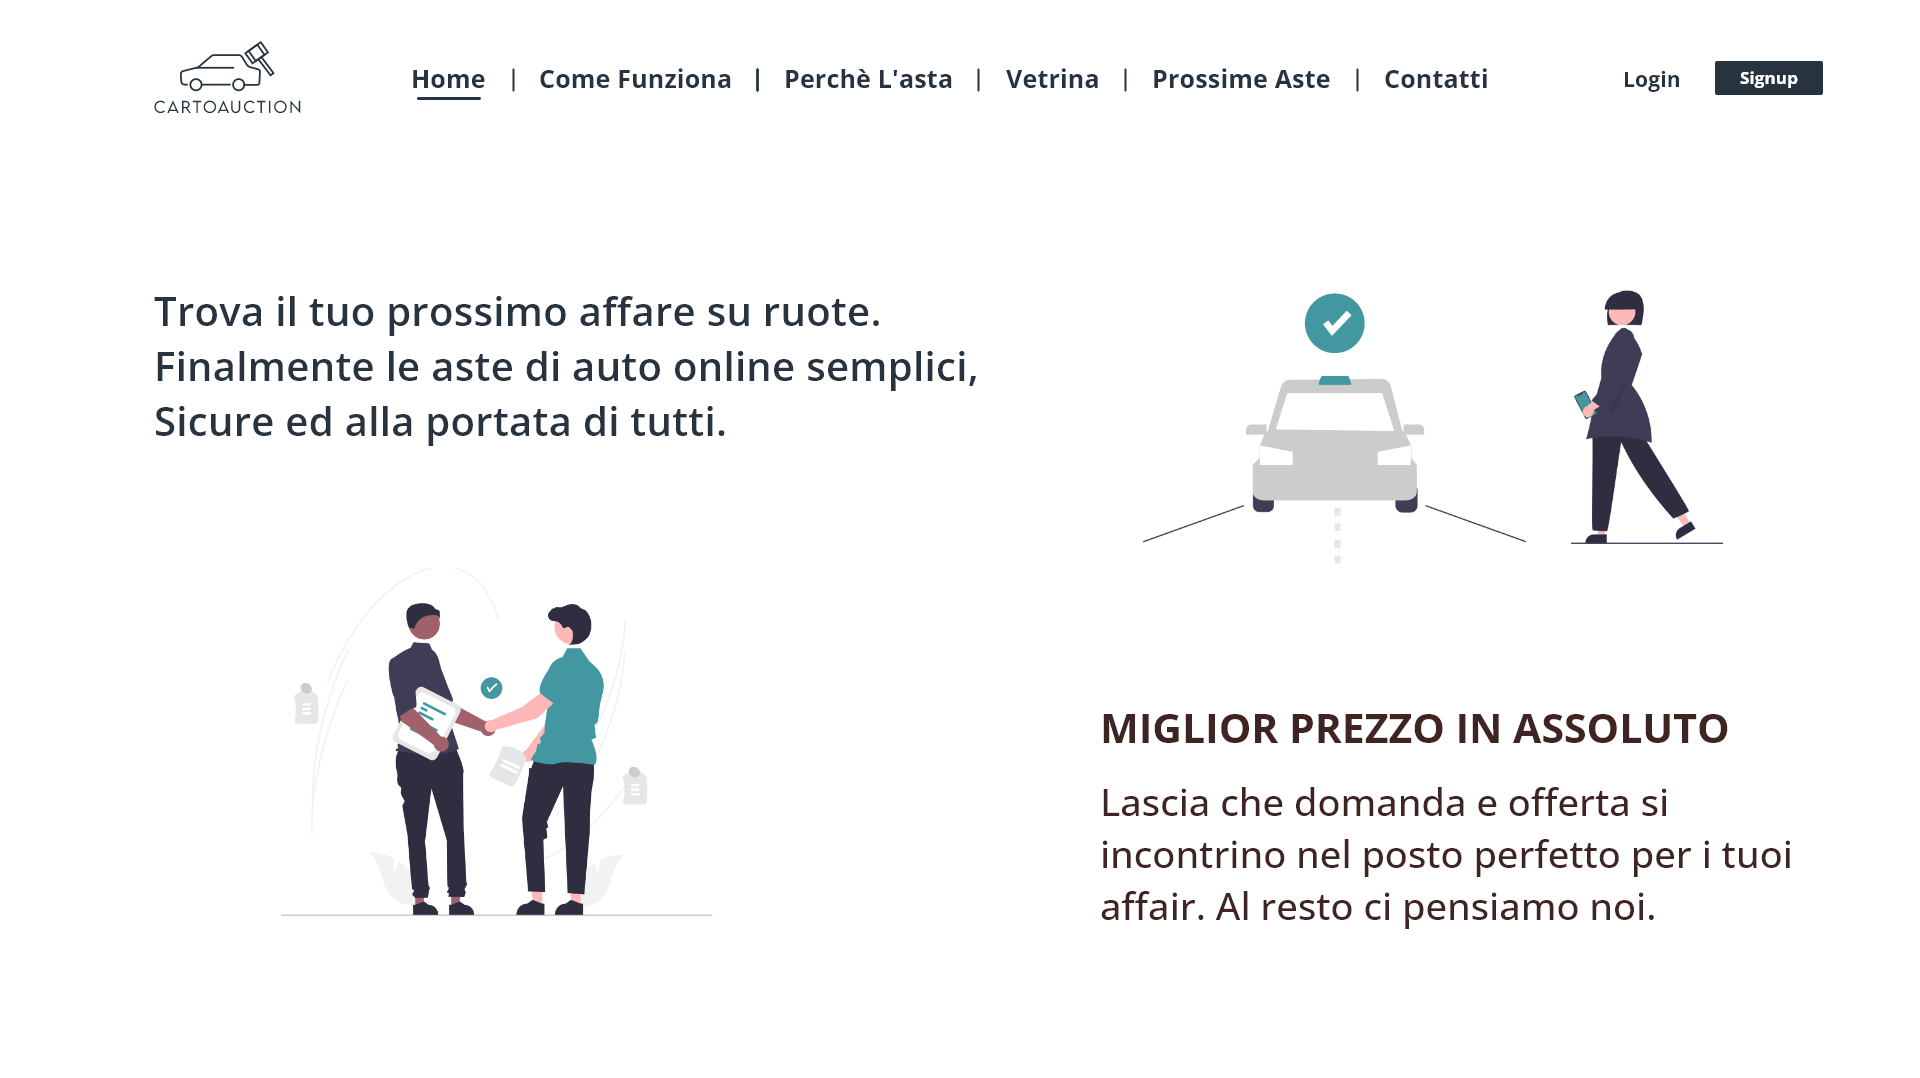 CARTOAUCTION
Home | Come Funziona | Perchè L'asta | Vetrina | Prossime Aste | Contatti
Login
Signup
Trova il tuo prossimo affare su ruote.
Finalmente le aste di auto online semplici,
Sicure ed alla portata di tutti.
MIGLIOR PREZZO IN ASSOLUTO
Lascia che domanda e offerta si
incontrino nel posto perfetto per i tuoi
affair. Al resto ci pensiamo noi.